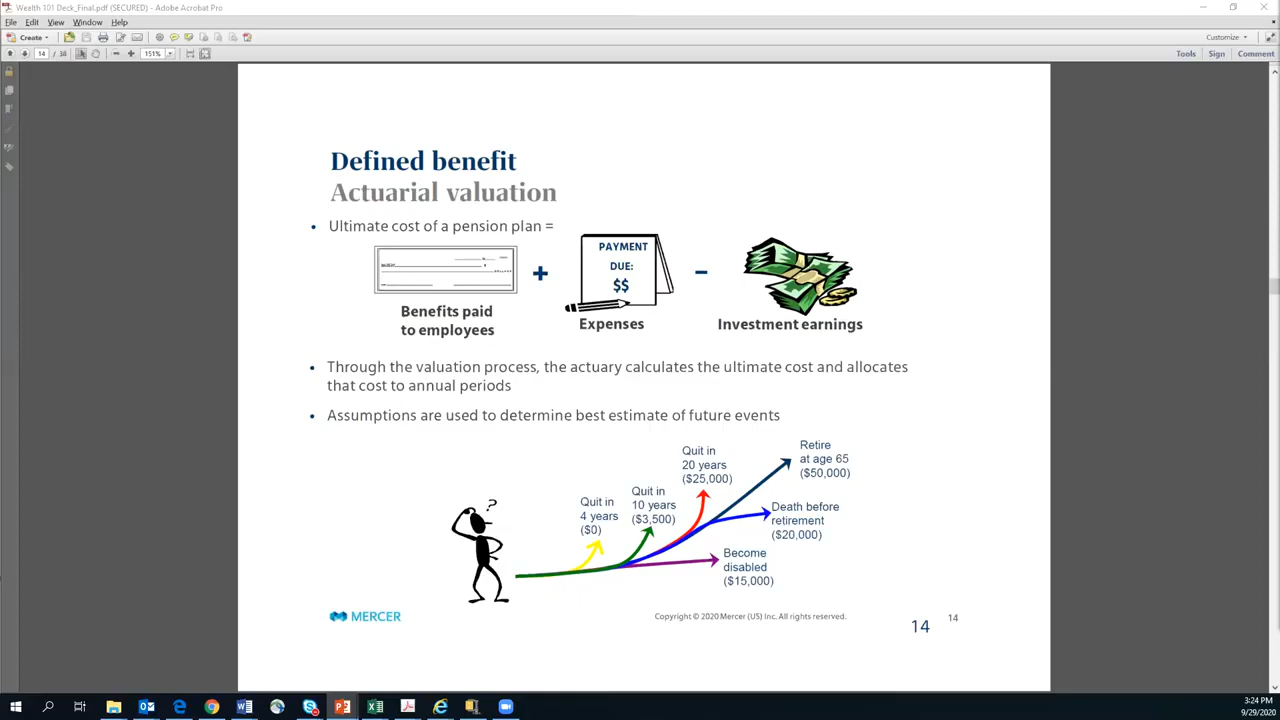 Wealth 101 Deck_Final.pdf (SECURED) - Adobe Acrobat Pro
File Edit View Window Help
Create
Customize
14 / 38
151%
Tools Sign Comment
Defined benefit
Actuarial valuation
• Ultimate cost of a pension plan =
PAYMENT
DUE:
$$
+
–
Benefits paid
to employees
Expenses
Investment earnings
• Through the valuation process, the actuary calculates the ultimate cost and allocates
that cost to annual periods
• Assumptions are used to determine best estimate of future events
?
Quit in
4 years
($0)
Quit in
10 years
($3,500)
Quit in
20 years
($25,000)
Retire
at age 65
($50,000)
Death before
retirement
($20,000)
Become
disabled
($15,000)
MERCER
Copyright © 2020 Mercer (US) Inc. All rights reserved.
14
14
3:24 PM
9/29/2020